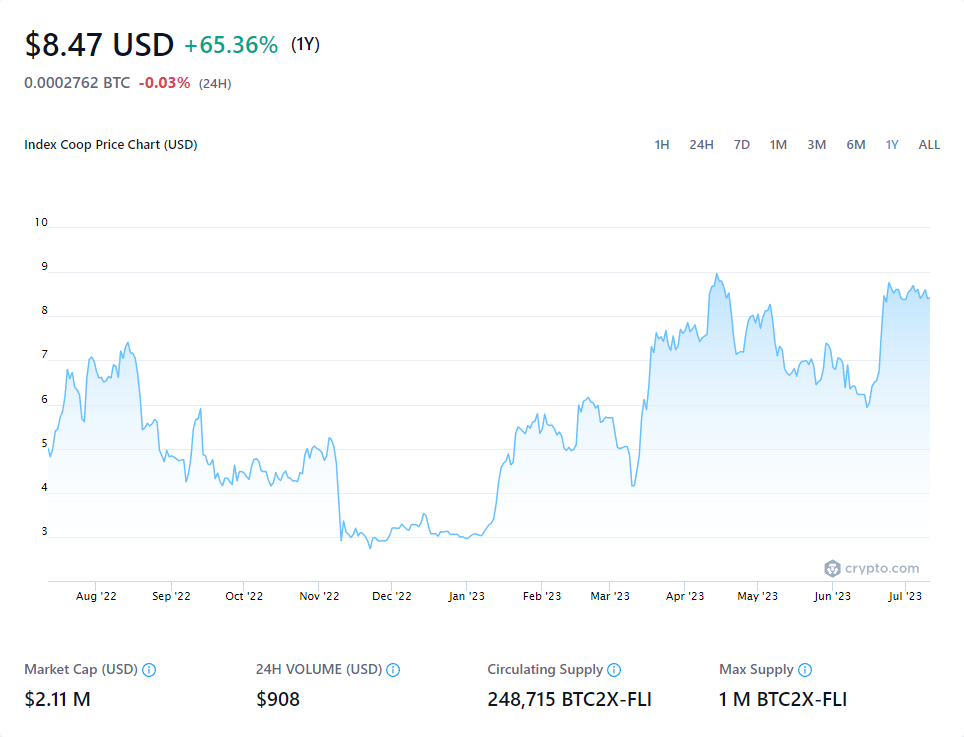 $8.47 USD +65.36% (1Y)
0.0002762 BTC -0.03% (24H)
Index Coop Price Chart (USD) 1H 24H 7D 1M 3M 6M 1Y ALL
10
9
8
7
6
5
4
3
crypto.com
Aug '22 Sep '22 Oct '22 Nov '22 Dec '22 Jan '23 Feb '23 Mar '23 Apr '23 May '23 Jun '23 Jul '23
Market Cap (USD) 24H VOLUME (USD) Circulating Supply Max Supply
$2.11 M $908 248,715 BTC2X-FLI 1 M BTC2X-FLI